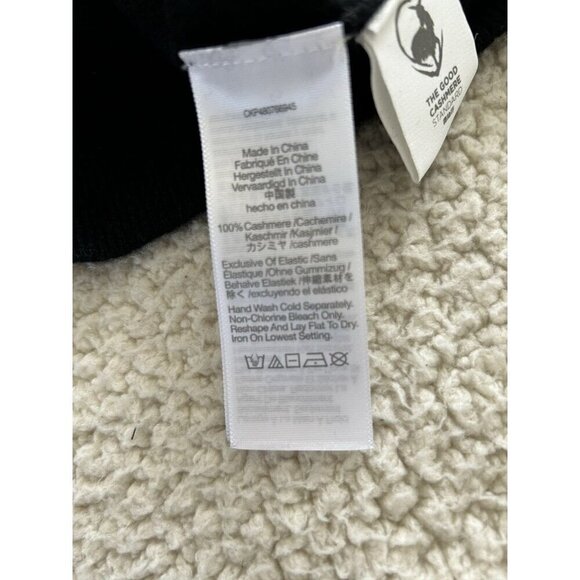 THE GOOD
CASHMERE
STANDARD
Made In China
Fabriqué En Chine
Hergestellt In China
Vervaardigd In China
中国製
hecho en china
100% Cashmere /Cachemire /
Kaschmir /Kasjmier /
カシミヤ /cashmere
Exclusive Of Elastic /Sans
Élastique /Ohne Gummizug /
Behalve Elastiek /伸縮素材を
除く /excluyendo el elástico
Hand Wash Cold Separately.
Non-Chlorine Bleach Only.
Reshape And Lay Flat To Dry.
Iron On Lowest Setting.